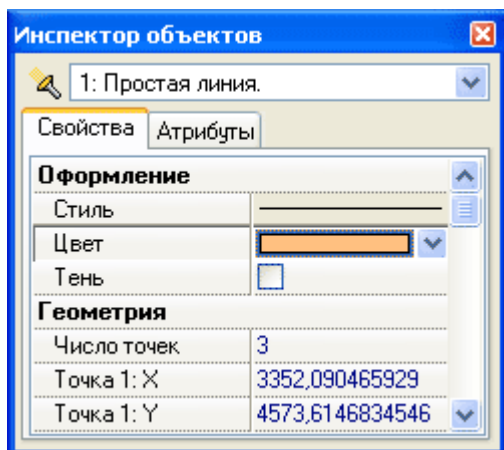 Инспектор объектов
1: Простая линия.
Свойства Атрибуты
Оформление
Стиль
Цвет
Тень
Геометрия
Число точек 3
Точка 1: X 3352,090465929
Точка 1: Y 4573,6146834546